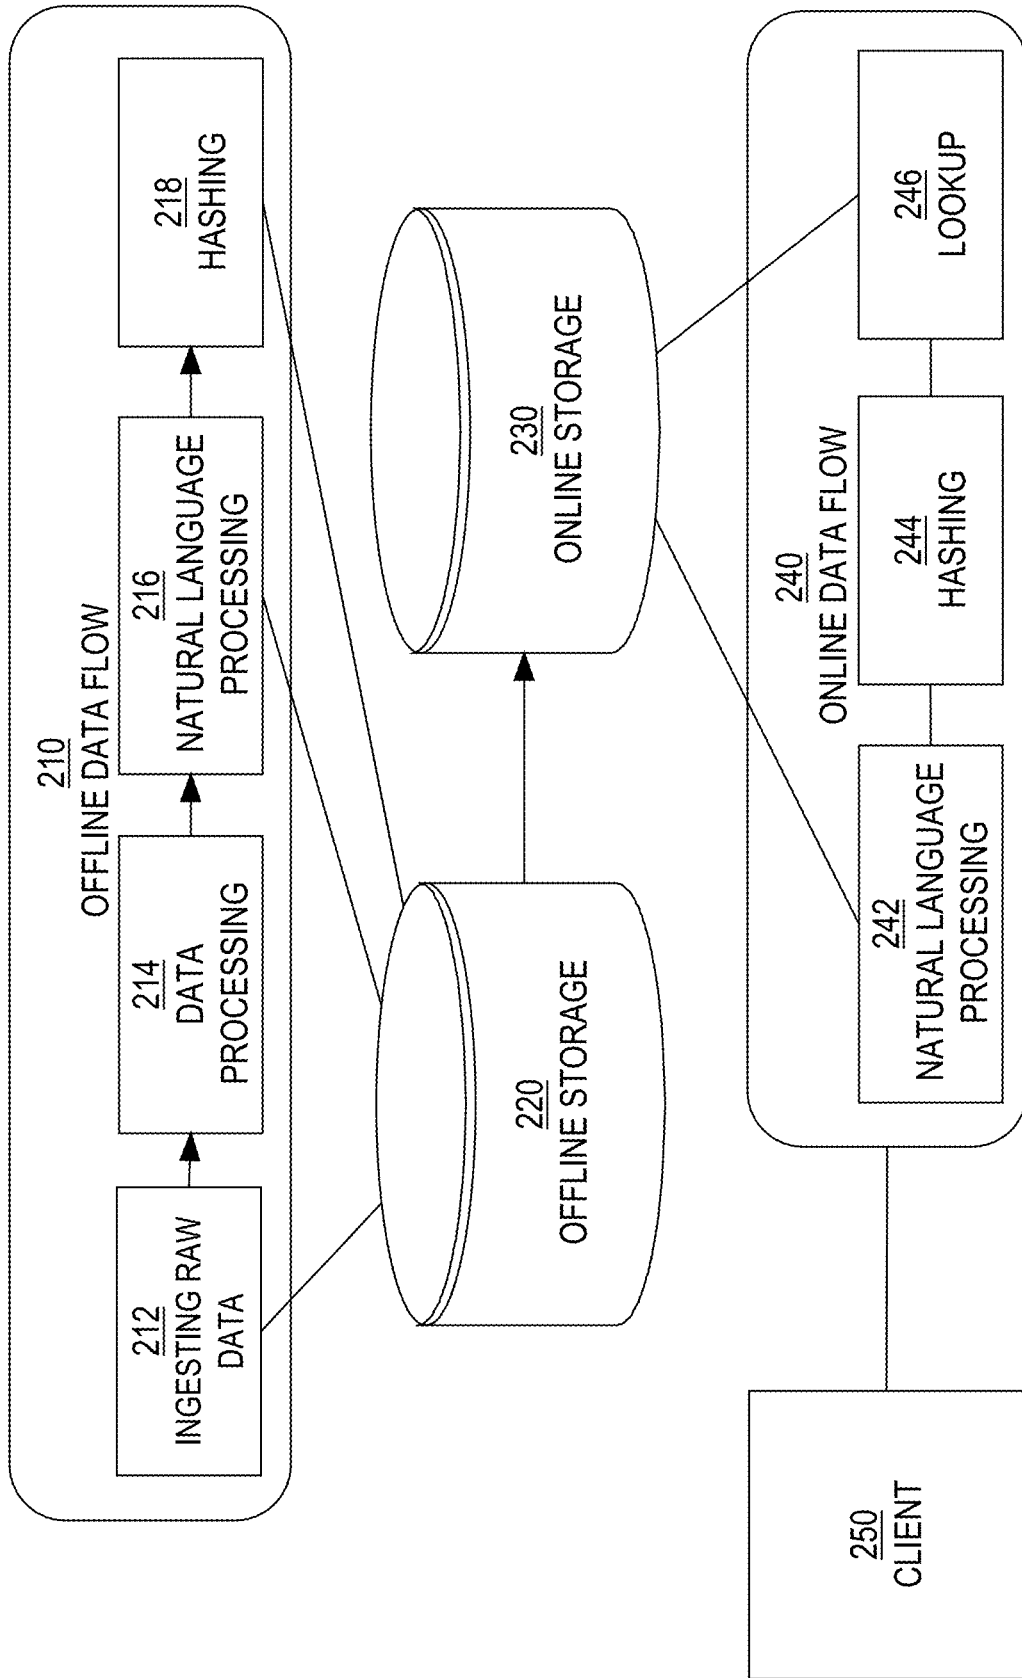 210
OFFLINE DATA FLOW
212
INGESTING RAW
DATA
214
DATA
PROCESSING
216
NATURAL LANGUAGE
PROCESSING
218
HASHING
220
OFFLINE STORAGE
230
ONLINE STORAGE
240
ONLINE DATA FLOW
242
NATURAL LANGUAGE
PROCESSING
244
HASHING
246
LOOKUP
250
CLIENT